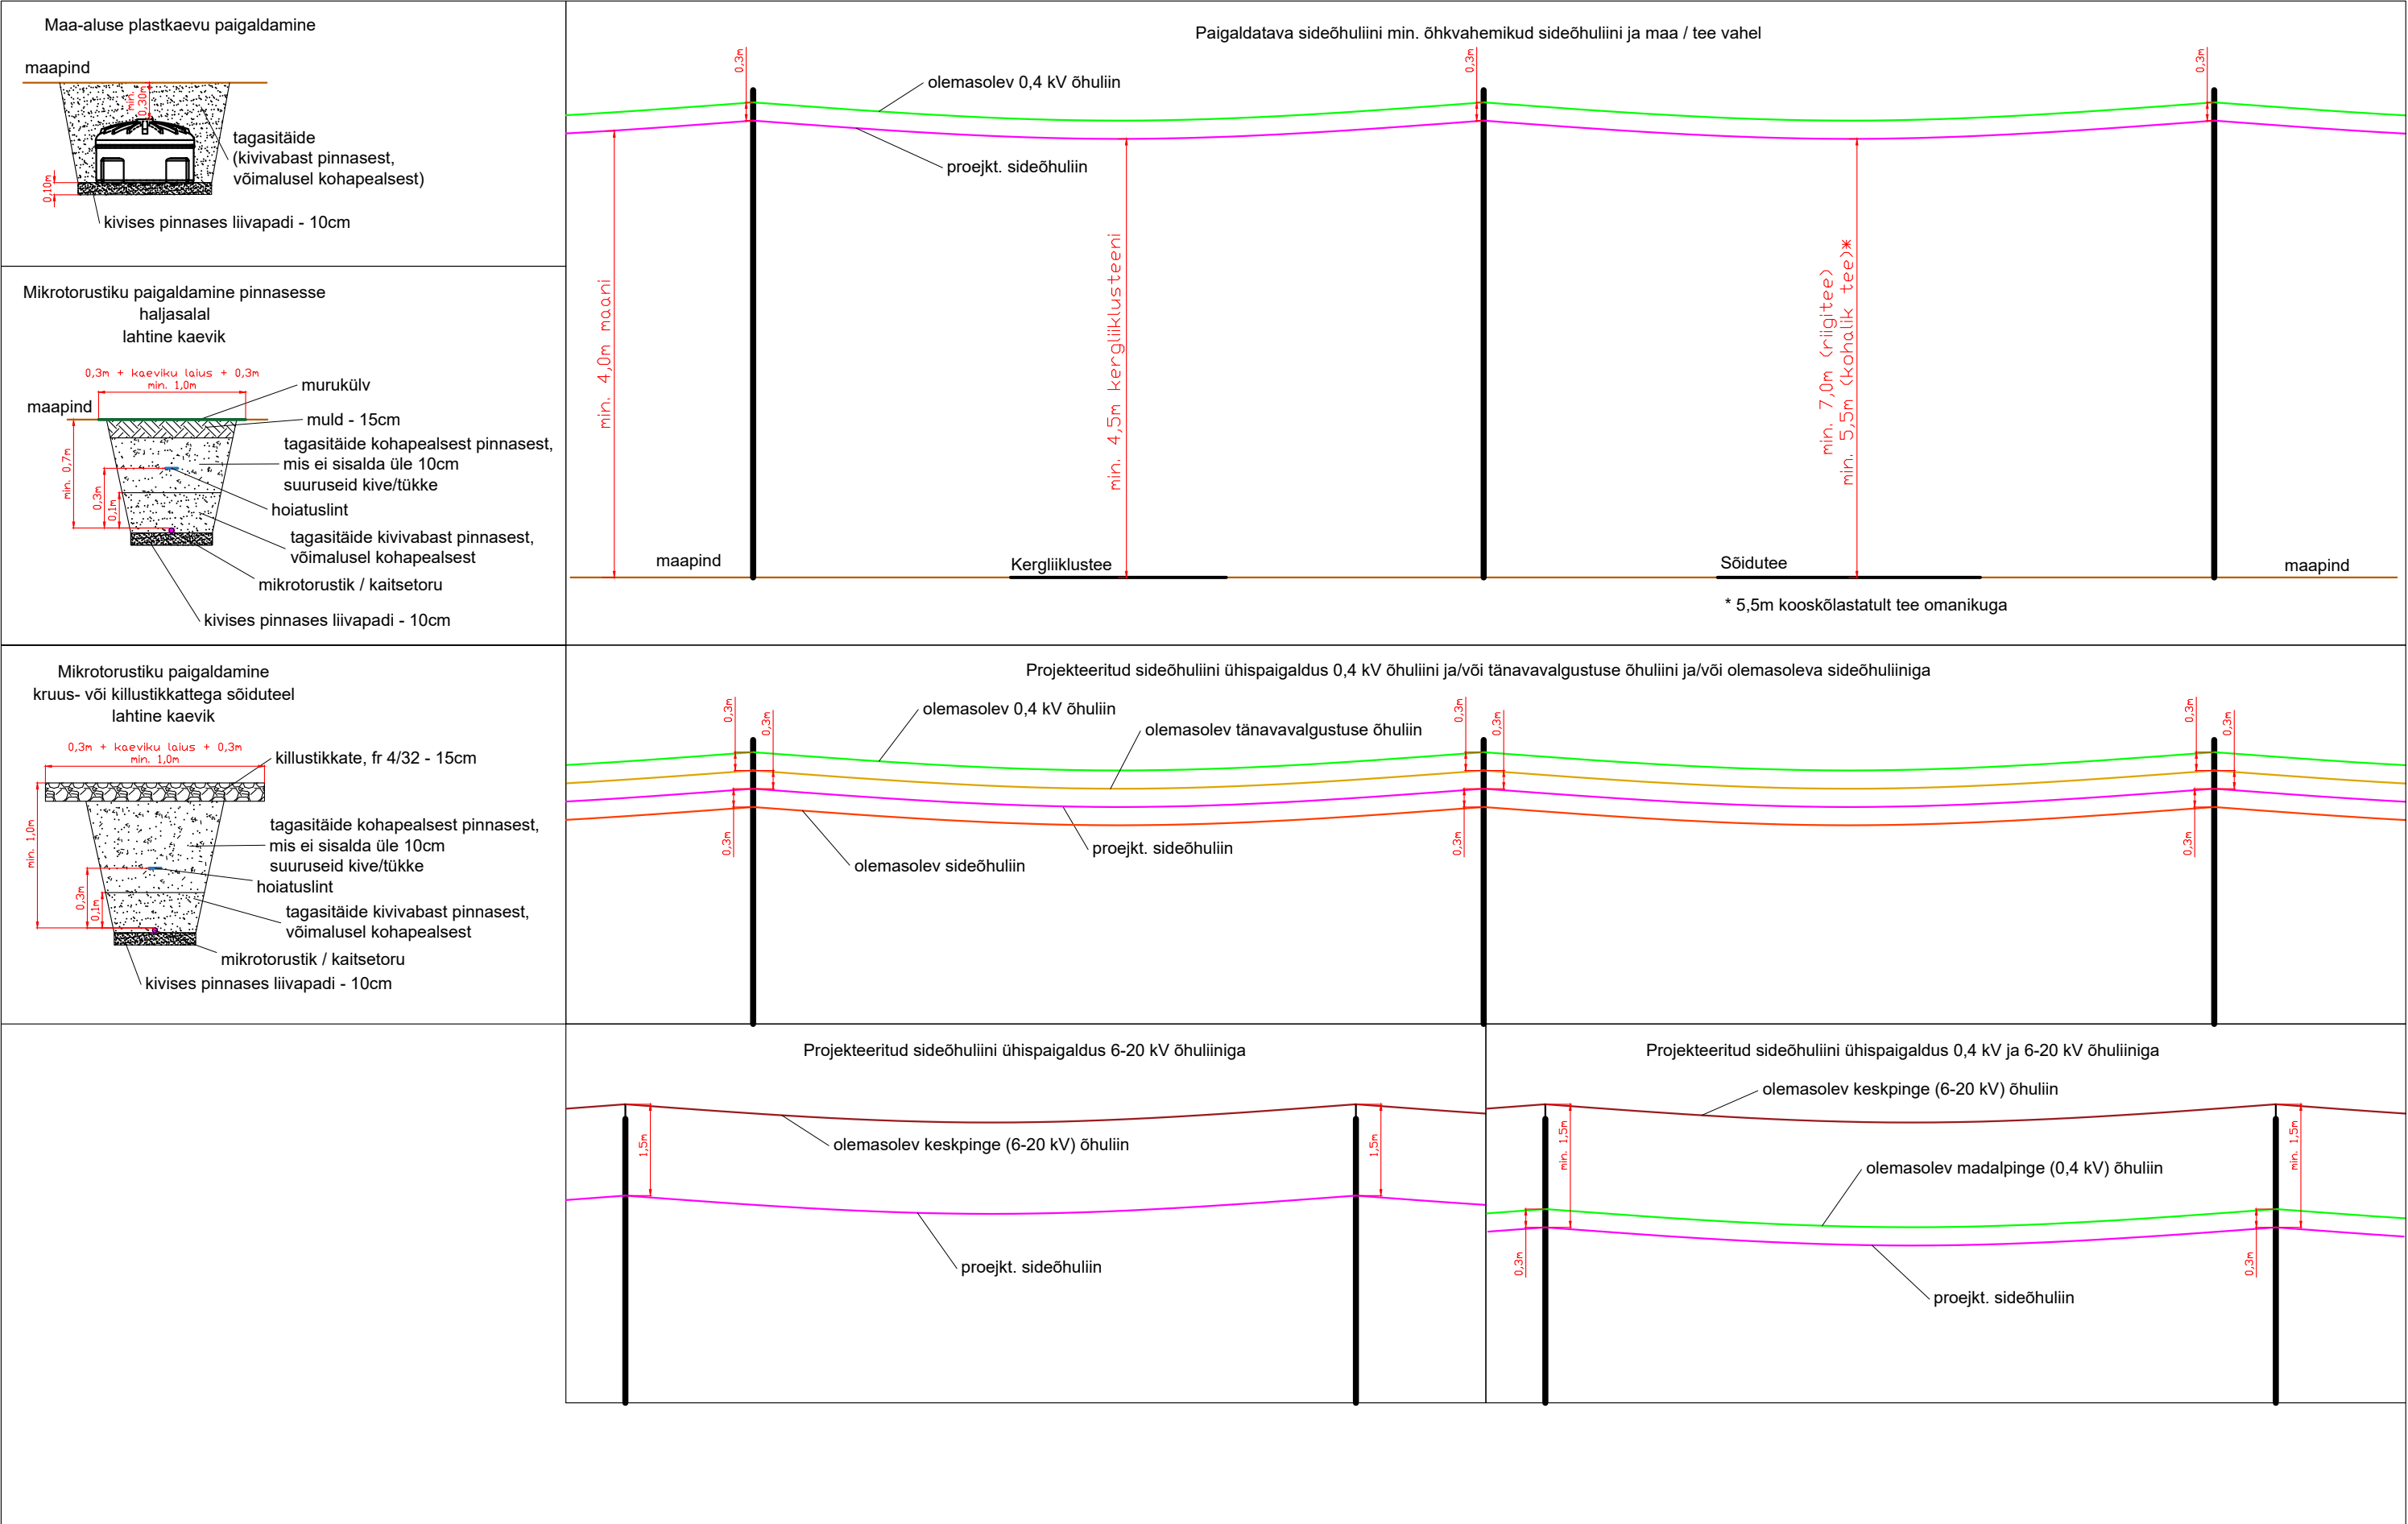 Maa-aluse plastkaevu paigaldamine
maapind
min.
0,30m
tagasitäide
(kivivabast pinnasest,
võimalusel kohapealsest)
0,10m
kivises pinnases liivapadi - 10cm
Mikrotorustiku paigaldamine pinnasesse
haljasalal
lahtine kaevik
0,3m + kaeviku laius + 0,3m
min. 1,0m
murukülv
maapind
muld - 15cm
tagasitäide kohapealsest pinnasest,
mis ei sisalda üle 10cm
suuruseid kive/tükke
min. 0,7m
0,3m
0,1m
hoiatuslint
tagasitäide kivivabast pinnasest,
võimalusel kohapealsest
mikrotorustik / kaitsetoru
kivises pinnases liivapadi - 10cm
Mikrotorustiku paigaldamine
kruus- või killustikkattega sõiduteel
lahtine kaevik
0,3m + kaeviku laius + 0,3m
min. 1,0m
killustikkate, fr 4/32 - 15cm
min. 1,0m
tagasitäide kohapealsest pinnasest,
mis ei sisalda üle 10cm
suuruseid kive/tükke
hoiatuslint
0,3m
0,1m
tagasitäide kivivabast pinnasest,
võimalusel kohapealsest
mikrotorustik / kaitsetoru
kivises pinnases liivapadi - 10cm
Paigaldatava sideõhuliini min. õhkvahemikud sideõhuliini ja maa / tee vahel
0,3m
0,3m
0,3m
olemasolev 0,4 kV õhuliin
proejkt. sideõhuliin
min. 4,0m maani
min. 4,5m kergliiklusteeni
min. 7,0m (riigitee)
min. 5,5m (kohalik tee)*
maapind
Kergliiklustee
Sõidutee
maapind
* 5,5m kooskõlastatult tee omanikuga
Projekteeritud sideõhuliini ühispaigaldus 0,4 kV õhuliini ja/või tänavavalgustuse õhuliini ja/või olemasoleva sideõhuliiniga
0,3m
0,3m
0,3m
0,3m
0,3m
0,3m
olemasolev 0,4 kV õhuliin
olemasolev tänavavalgustuse õhuliin
0,3m
0,3m
0,3m
proejkt. sideõhuliin
olemasolev sideõhuliin
Projekteeritud sideõhuliini ühispaigaldus 6-20 kV õhuliiniga
1,5m
1,5m
olemasolev keskpinge (6-20 kV) õhuliin
proejkt. sideõhuliin
Projekteeritud sideõhuliini ühispaigaldus 0,4 kV ja 6-20 kV õhuliiniga
olemasolev keskpinge (6-20 kV) õhuliin
min. 1,5m
min. 1,5m
olemasolev madalpinge (0,4 kV) õhuliin
0,3m
0,3m
proejkt. sideõhuliin